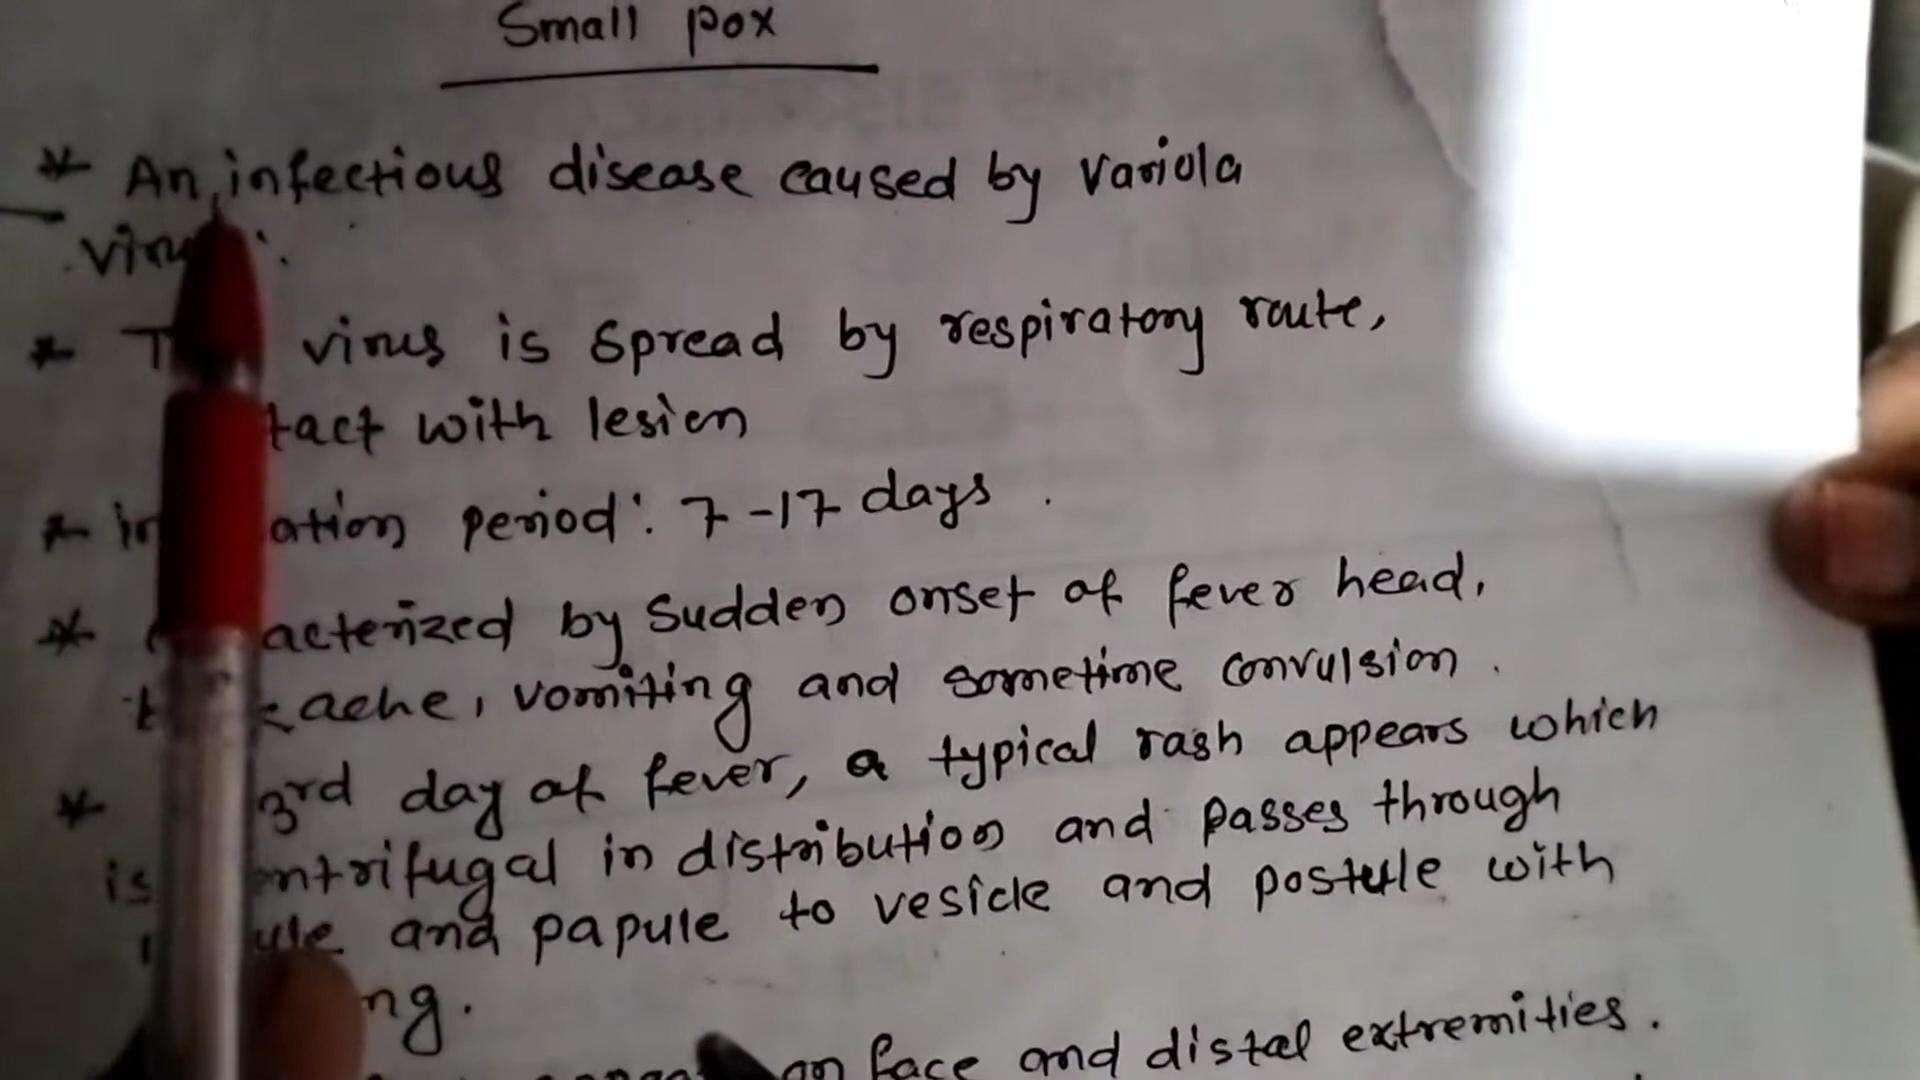 Small pox
* An infectious disease caused by Variola
virus.
* virus is spread by respiratory route,
tact with lesion
* ation period: 7-17 days.
* acterized by Sudden onset of fever head,
ache, vomiting and sometime convulsion.
* 3rd day of fever, a typical rash appears which
is ntrifugal in distribution and passes through
ule and papule to vesicle and postule with
ng.
on face and distal extremities.